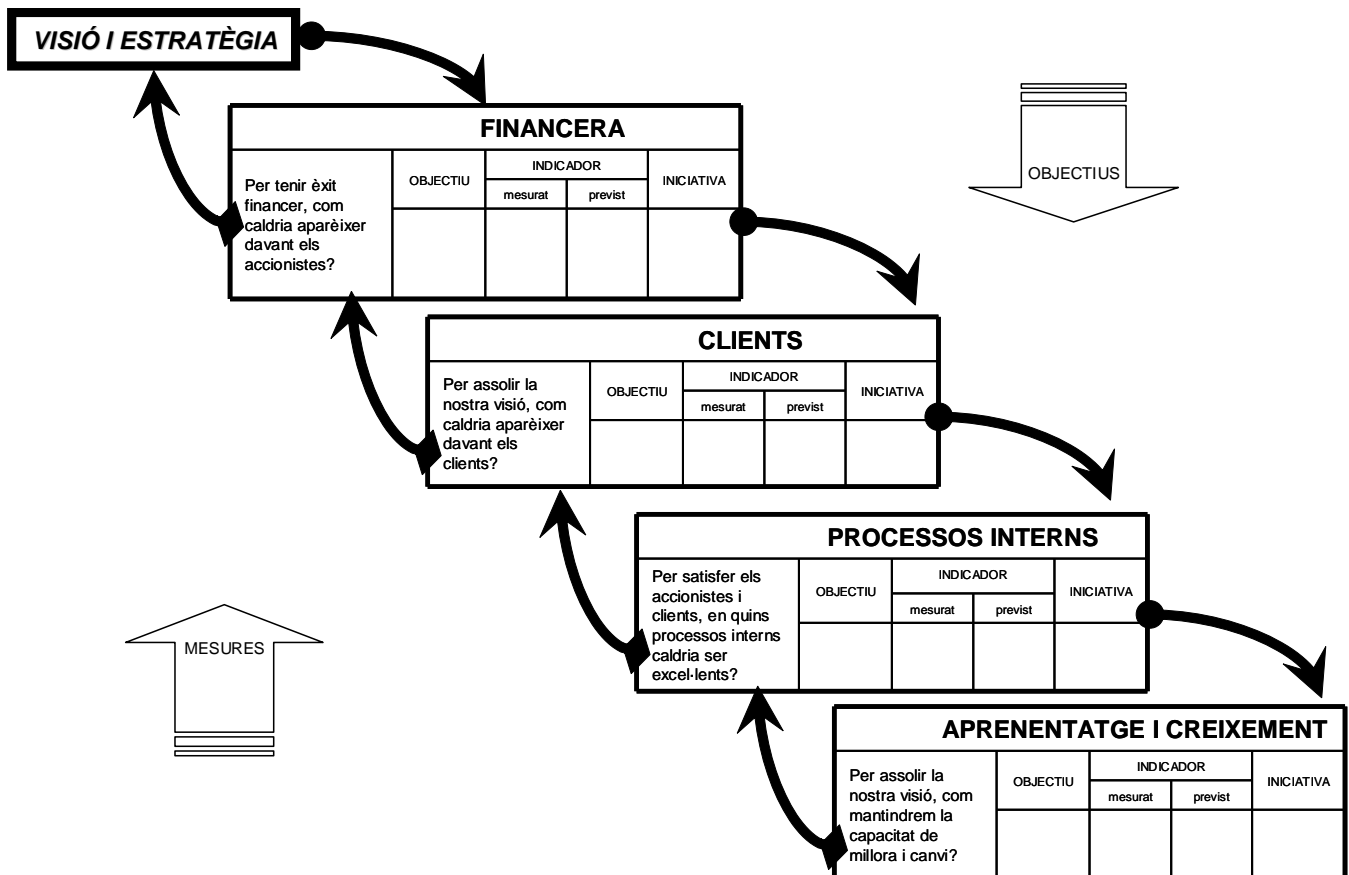 VISIÓ I ESTRATÈGIA
FINANCERA
Per tenir èxit
financer, com
caldria aparèixer
davant els
accionistes?
OBJECTIU
INDICADOR
mesurat
previst
INICIATIVA
OBJECTIUS
CLIENTS
Per assolir la
nostra visió, com
caldria aparèixer
davant els
clients?
OBJECTIU
INDICADOR
mesurat
previst
INICIATIVA
PROCESSOS INTERNS
Per satisfer els
accionistes i
clients, en quins
processos interns
caldria ser
excel·lents?
OBJECTIU
INDICADOR
mesurat
previst
INICIATIVA
MESURES
APRENENTATGE I CREIXEMENT
Per assolir la
nostra visió, com
mantindrem la
capacitat de
millora i canvi?
OBJECTIU
INDICADOR
mesurat
previst
INICIATIVA